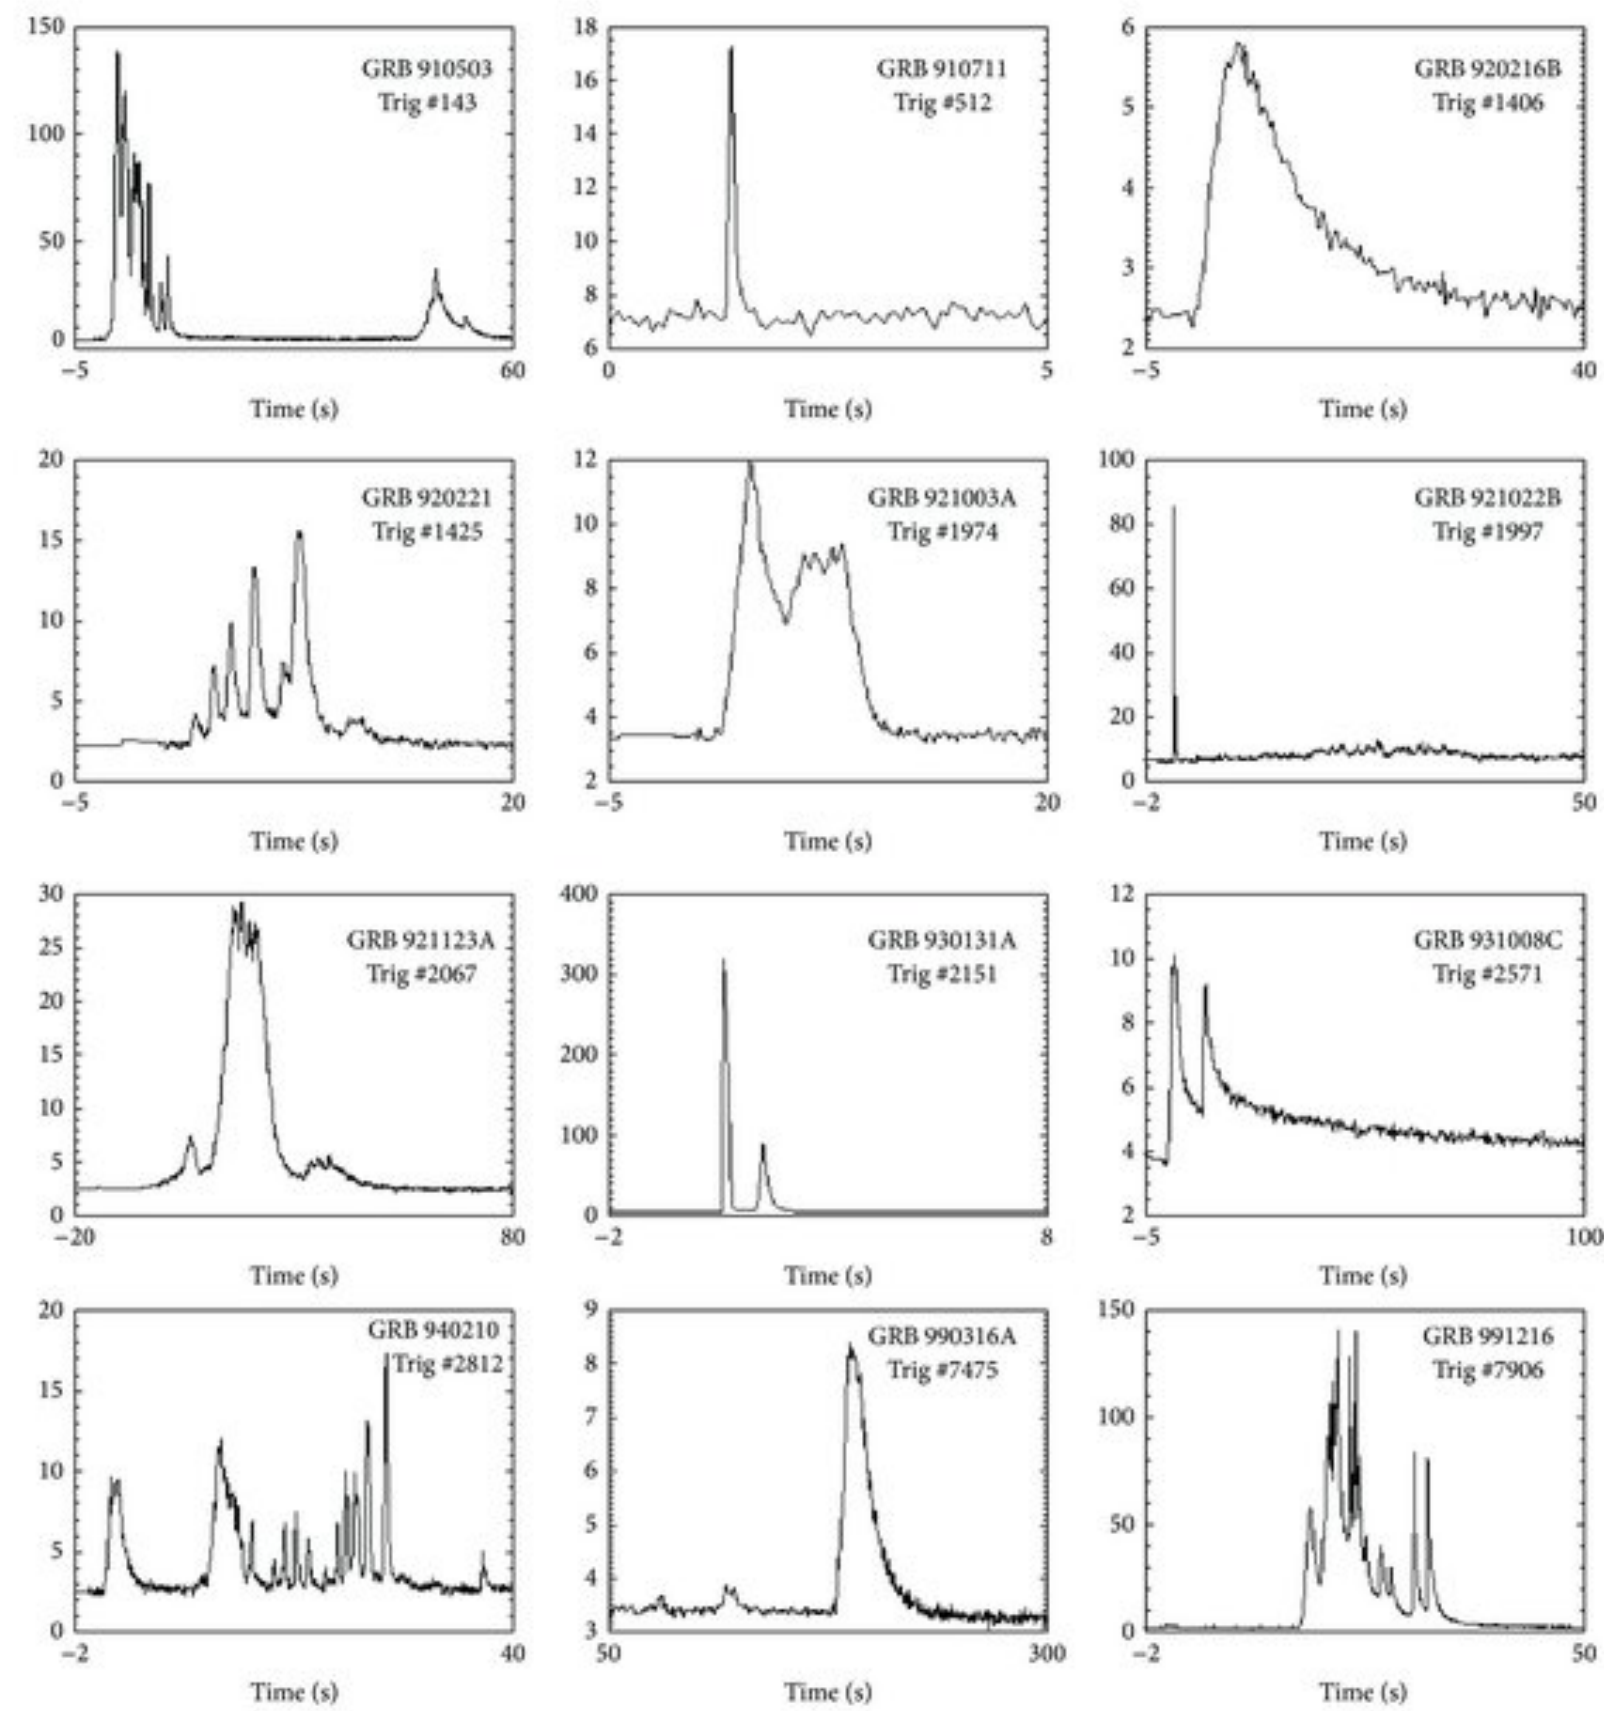 150
100
50
0
−5
60
GRB 910503
Trig #143
Time (s)
18
16
14
12
10
8
6
0
5
GRB 910711
Trig #512
Time (s)
6
5
4
3
2
−5
40
GRB 920216B
Trig #1406
Time (s)
20
15
10
5
0
−5
20
GRB 920221
Trig #1425
Time (s)
12
10
8
6
4
2
−5
20
GRB 921003A
Trig #1974
Time (s)
100
80
60
40
20
0
−2
50
GRB 921022B
Trig #1997
Time (s)
30
25
20
15
10
5
0
−20
80
GRB 921123A
Trig #2067
Time (s)
400
300
200
100
0
−2
8
GRB 930131A
Trig #2151
Time (s)
12
10
8
6
4
2
−5
100
GRB 931008C
Trig #2571
Time (s)
20
15
10
5
0
−2
40
GRB 940210
Trig #2812
Time (s)
9
8
7
6
5
4
3
50
300
GRB 990316A
Trig #7475
Time (s)
150
100
50
0
−2
50
GRB 991216
Trig #7906
Time (s)